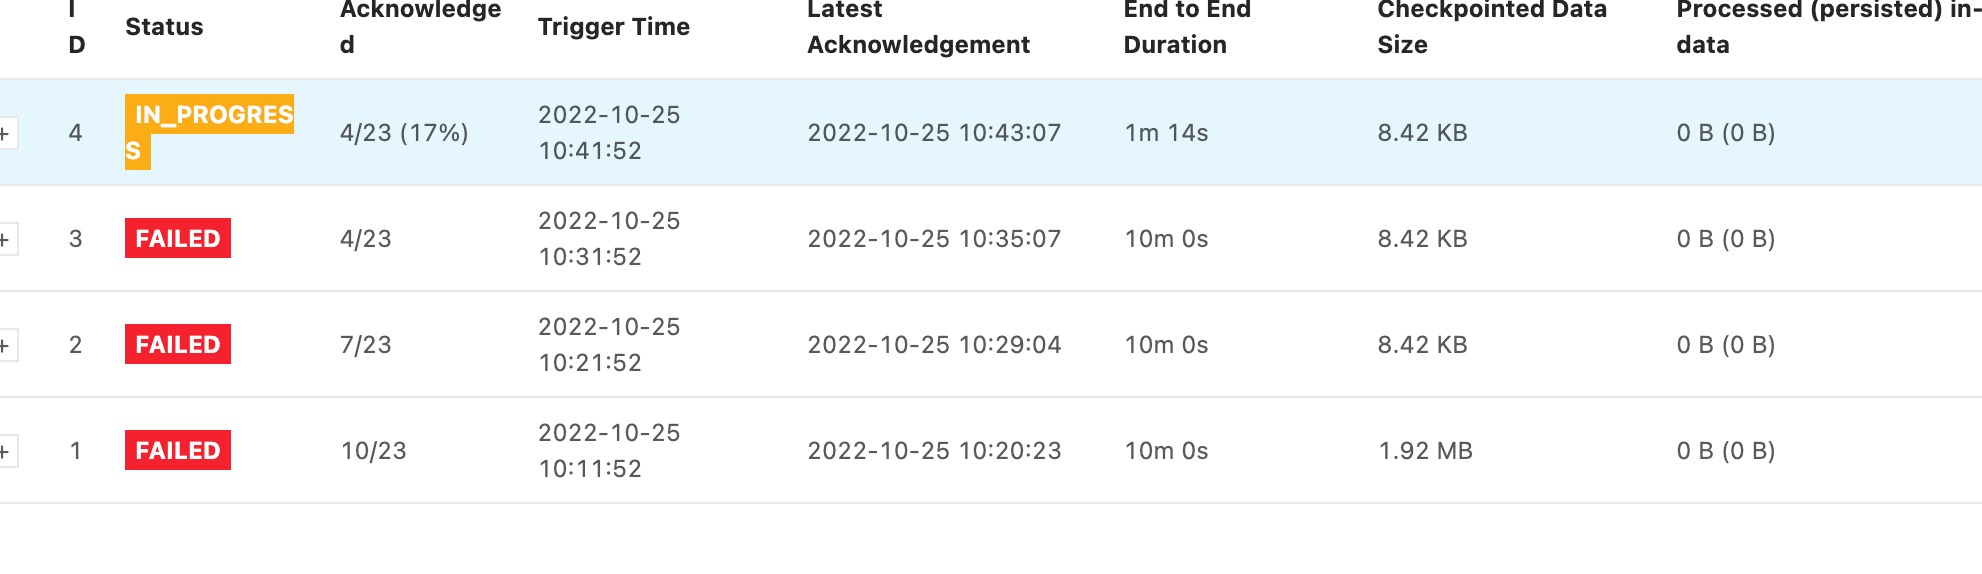 ID Status Acknowledged Trigger Time Latest Acknowledgement End to End Duration Checkpointed Data Size Processed (persisted) in-data
+ 4 IN_PROGRESS 4/23 (17%) 2022-10-25 10:41:52 2022-10-25 10:43:07 1m 14s 8.42 KB 0 B (0 B)
+ 3 FAILED 4/23 2022-10-25 10:31:52 2022-10-25 10:35:07 10m 0s 8.42 KB 0 B (0 B)
+ 2 FAILED 7/23 2022-10-25 10:21:52 2022-10-25 10:29:04 10m 0s 8.42 KB 0 B (0 B)
+ 1 FAILED 10/23 2022-10-25 10:11:52 2022-10-25 10:20:23 10m 0s 1.92 MB 0 B (0 B)